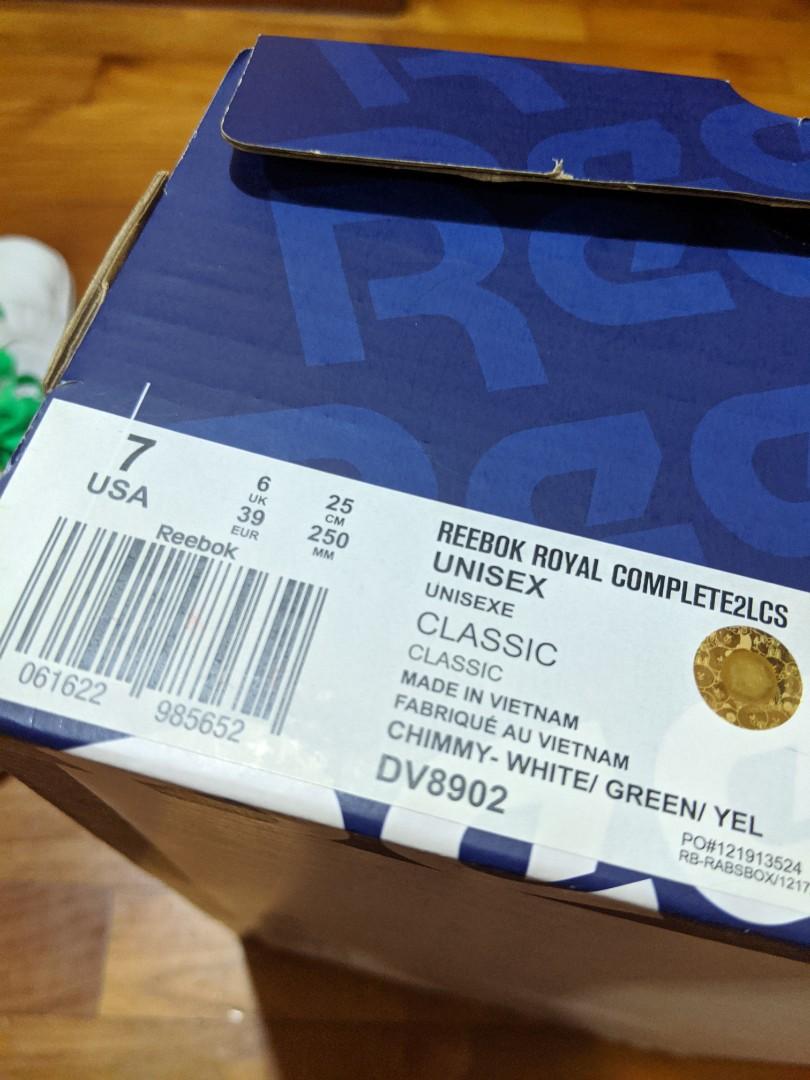 7
USA
6
UK
39
EUR
25
CM
250
MM
Reebok
061622 985652
REEBOK ROYAL COMPLETE2LCS
UNISEX
UNISEXE
CLASSIC
CLASSIC
MADE IN VIETNAM
FABRIQUÉ AU VIETNAM
CHIMMY- WHITE/ GREEN/ YEL
DV8902
PO#121913524
RB-RABSBOX/1217